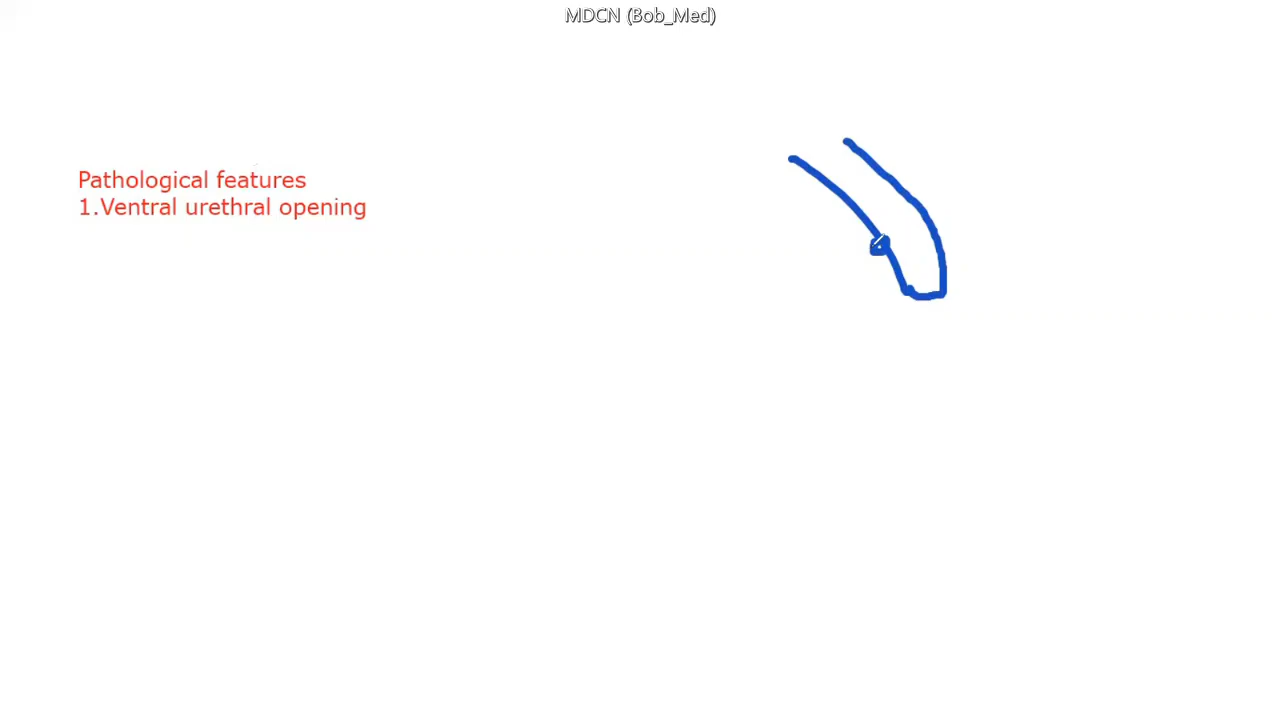 MDCN (Bob_Med)
Pathological features
1.Ventral urethral opening